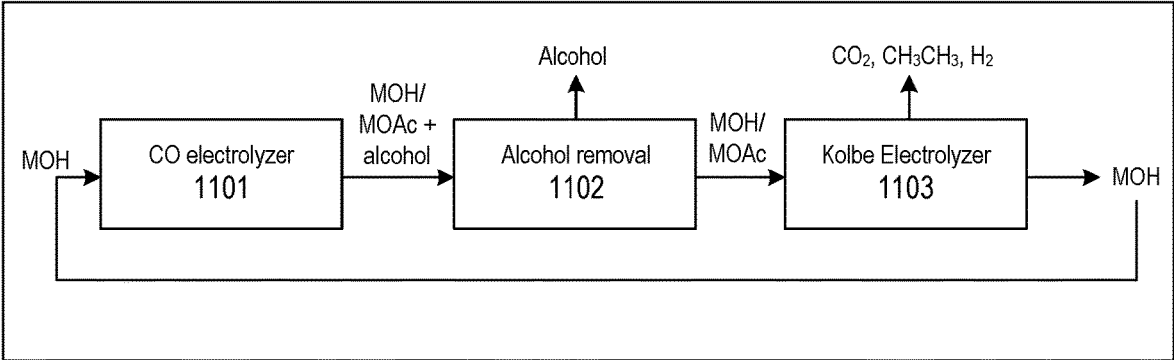 MOH
CO electrolyzer
1101
MOH/
MOAc +
alcohol
Alcohol
Alcohol removal
1102
MOH/
MOAc
CO₂, CH₃CH₃, H₂
Kolbe Electrolyzer
1103
MOH